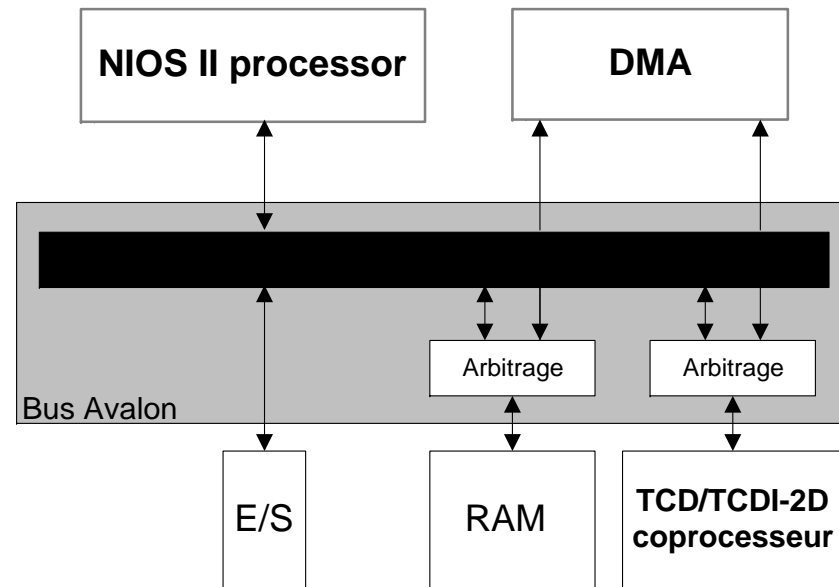 NIOS II processor
DMA
Arbitrage
Arbitrage
Bus Avalon
E/S
RAM
TCD/TCDI-2D
coprocesseur